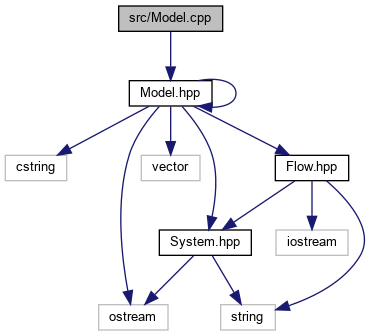 src/Model.cpp
Model.hpp
cstring
vector
Flow.hpp
System.hpp
iostream
ostream
string